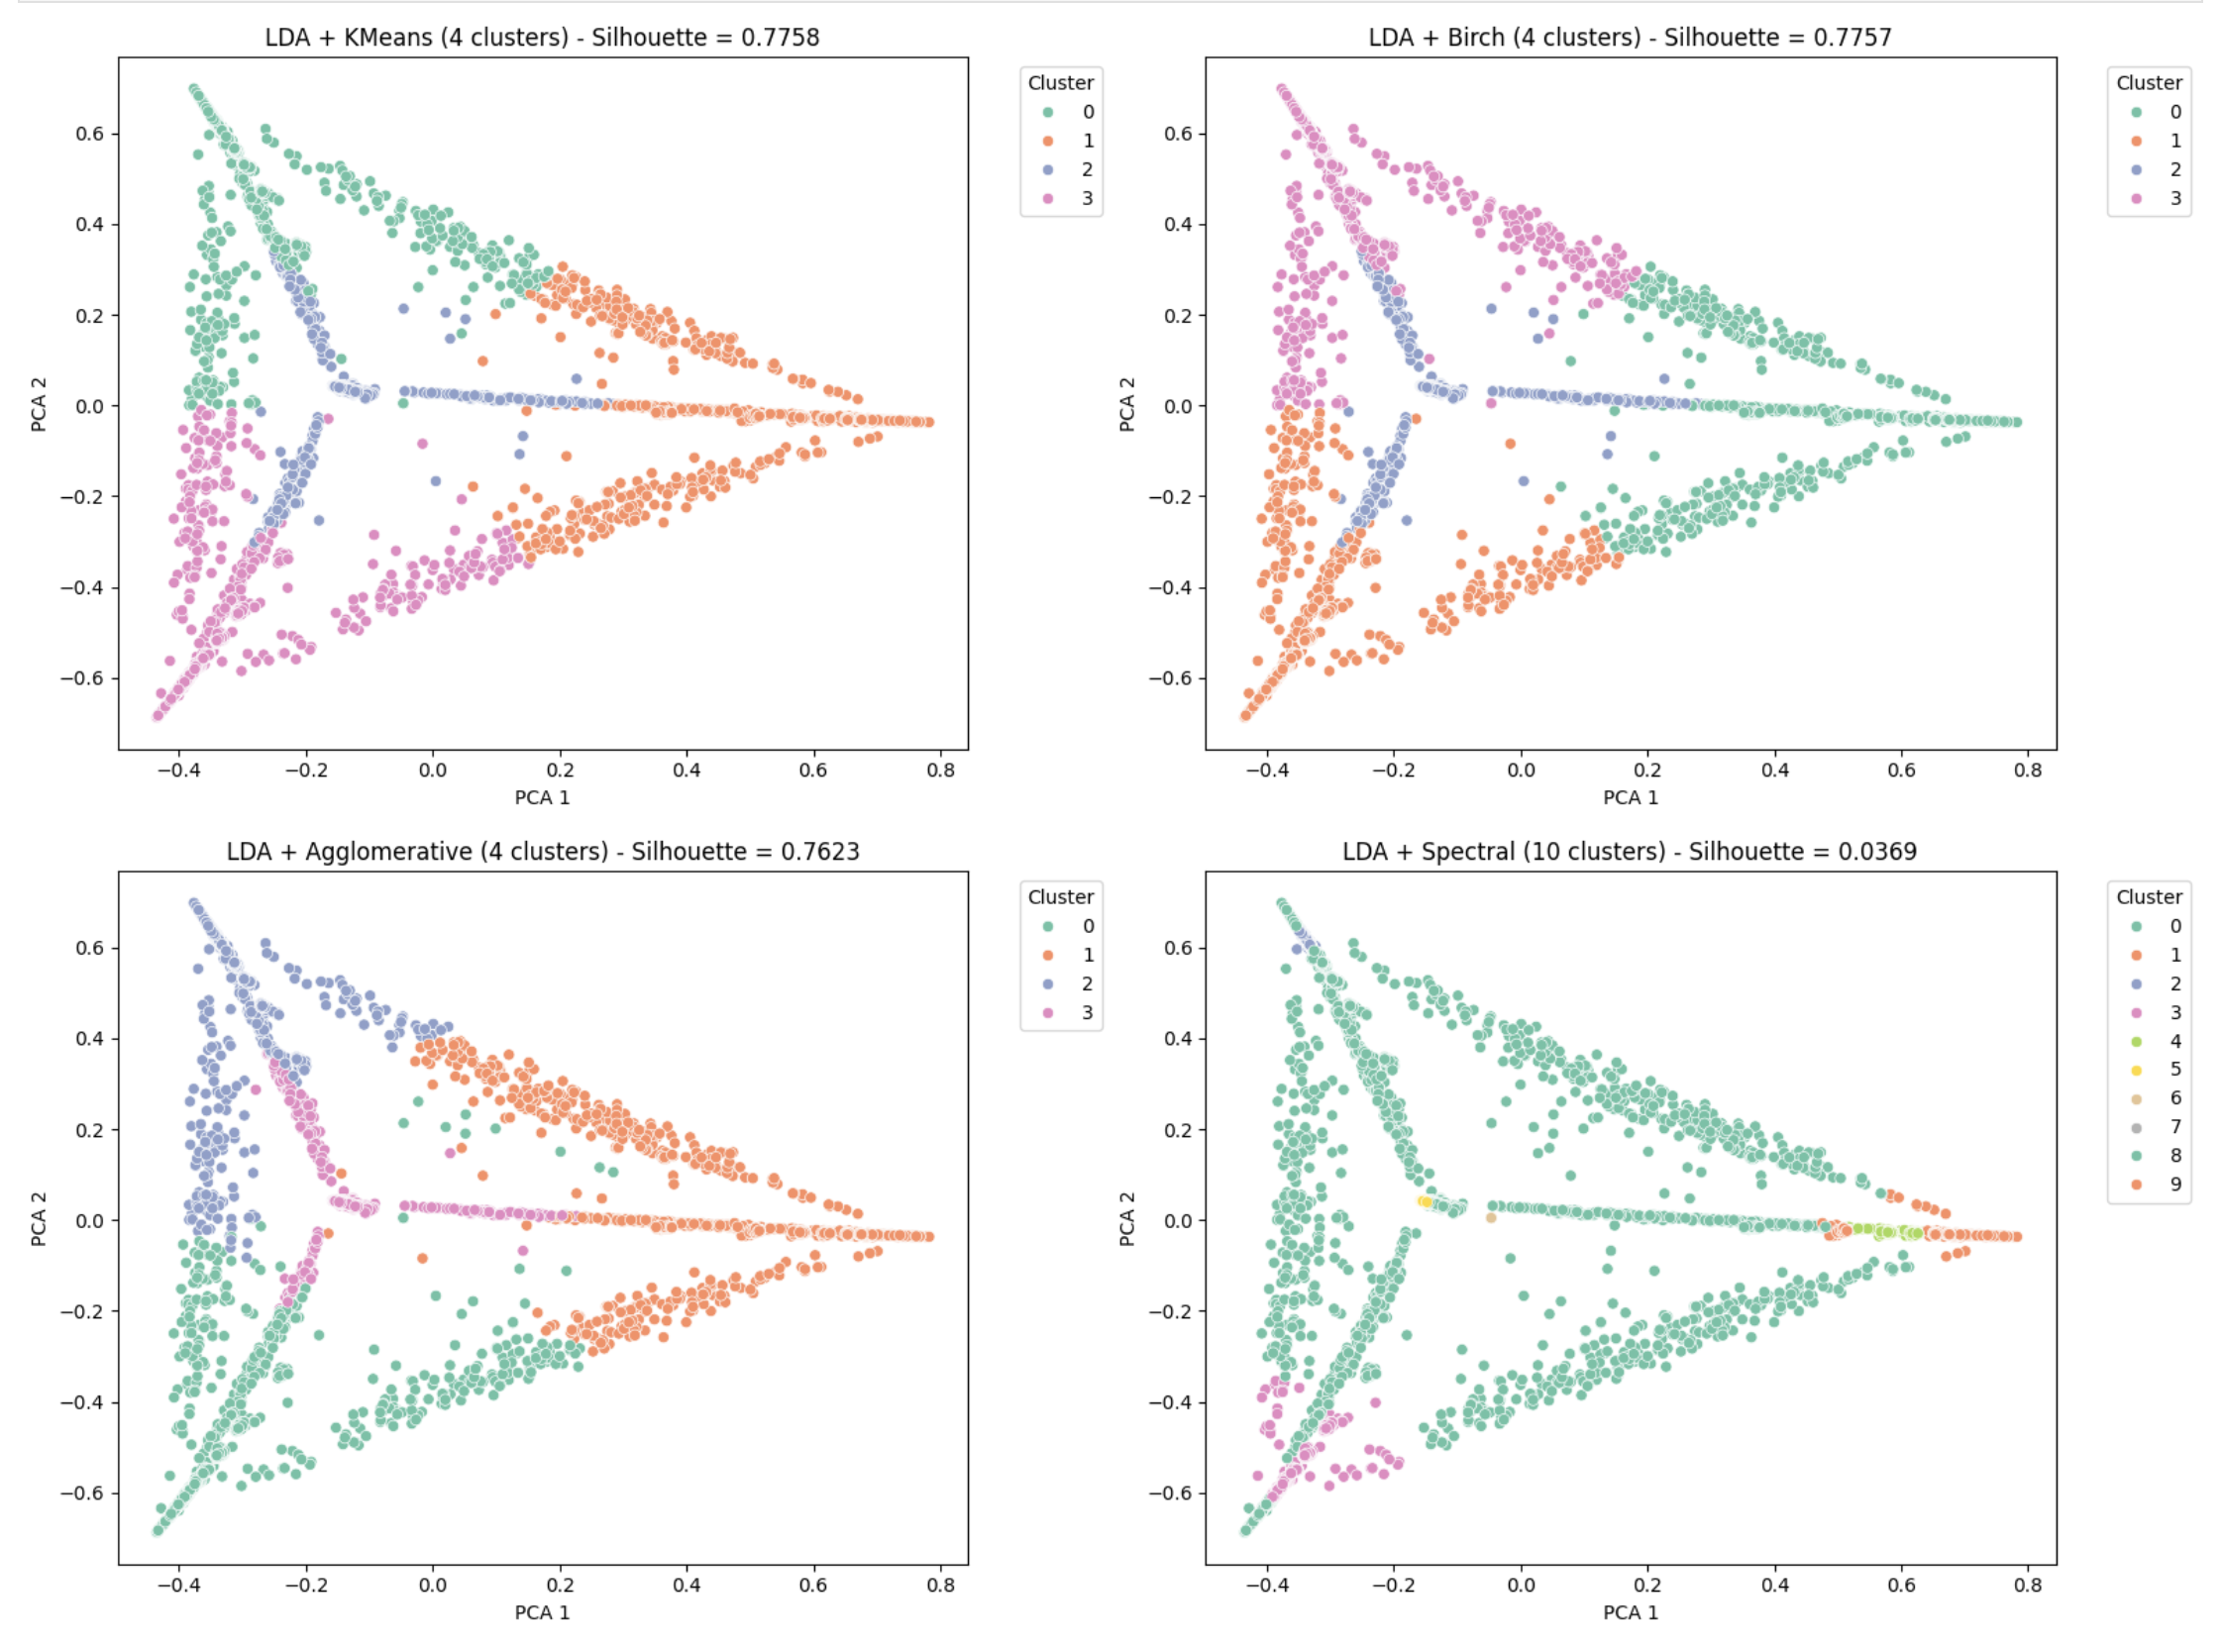 LDA + KMeans (4 clusters) - Silhouette = 0.7758
Cluster
0
1
2
3
0.6
0.4
0.2
0.0
−0.2
−0.4
−0.6
PCA 2
−0.4 −0.2 0.0 0.2 0.4 0.6 0.8
PCA 1
LDA + Birch (4 clusters) - Silhouette = 0.7757
Cluster
0
1
2
3
0.6
0.4
0.2
0.0
−0.2
−0.4
−0.6
PCA 2
−0.4 −0.2 0.0 0.2 0.4 0.6 0.8
PCA 1
LDA + Agglomerative (4 clusters) - Silhouette = 0.7623
Cluster
0
1
2
3
0.6
0.4
0.2
0.0
−0.2
−0.4
−0.6
PCA 2
−0.4 −0.2 0.0 0.2 0.4 0.6 0.8
PCA 1
LDA + Spectral (10 clusters) - Silhouette = 0.0369
Cluster
0
1
2
3
4
5
6
7
8
9
0.6
0.4
0.2
0.0
−0.2
−0.4
−0.6
PCA 2
−0.4 −0.2 0.0 0.2 0.4 0.6 0.8
PCA 1